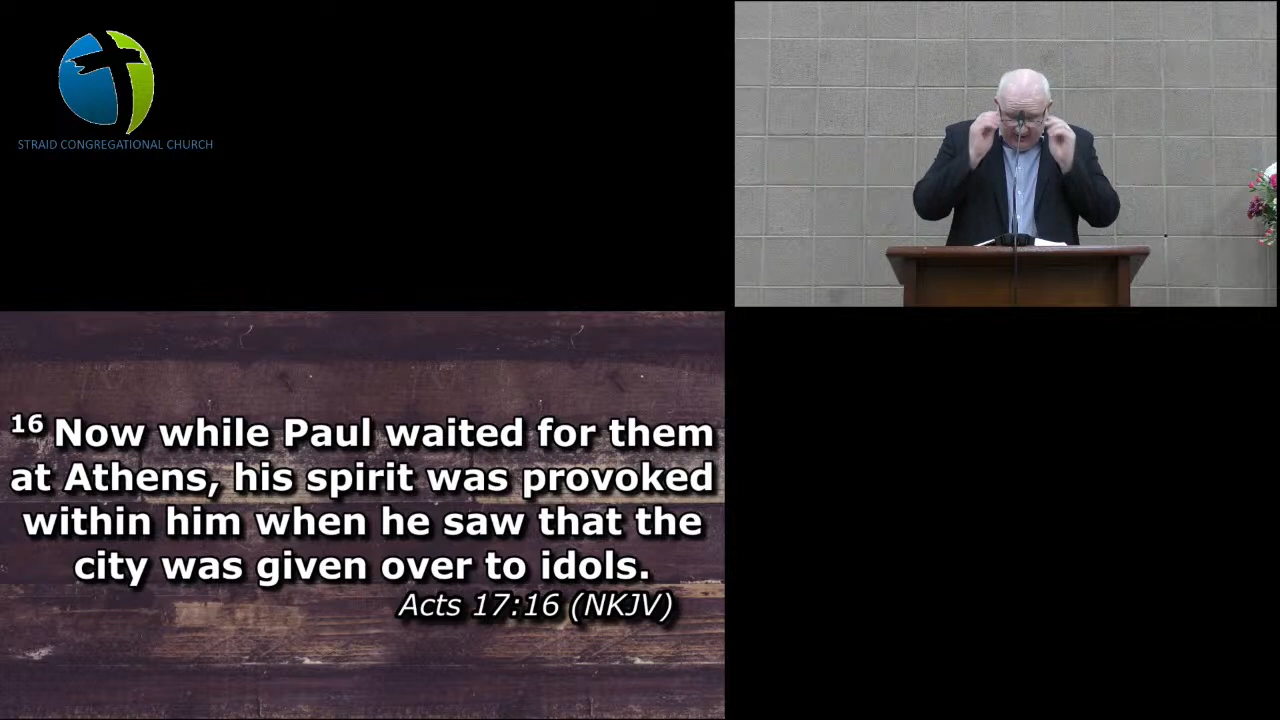 STRAID CONGREGATIONAL CHURCH
16 Now while Paul waited for them
at Athens, his spirit was provoked
within him when he saw that the
city was given over to idols.
Acts 17:16 (NKJV)